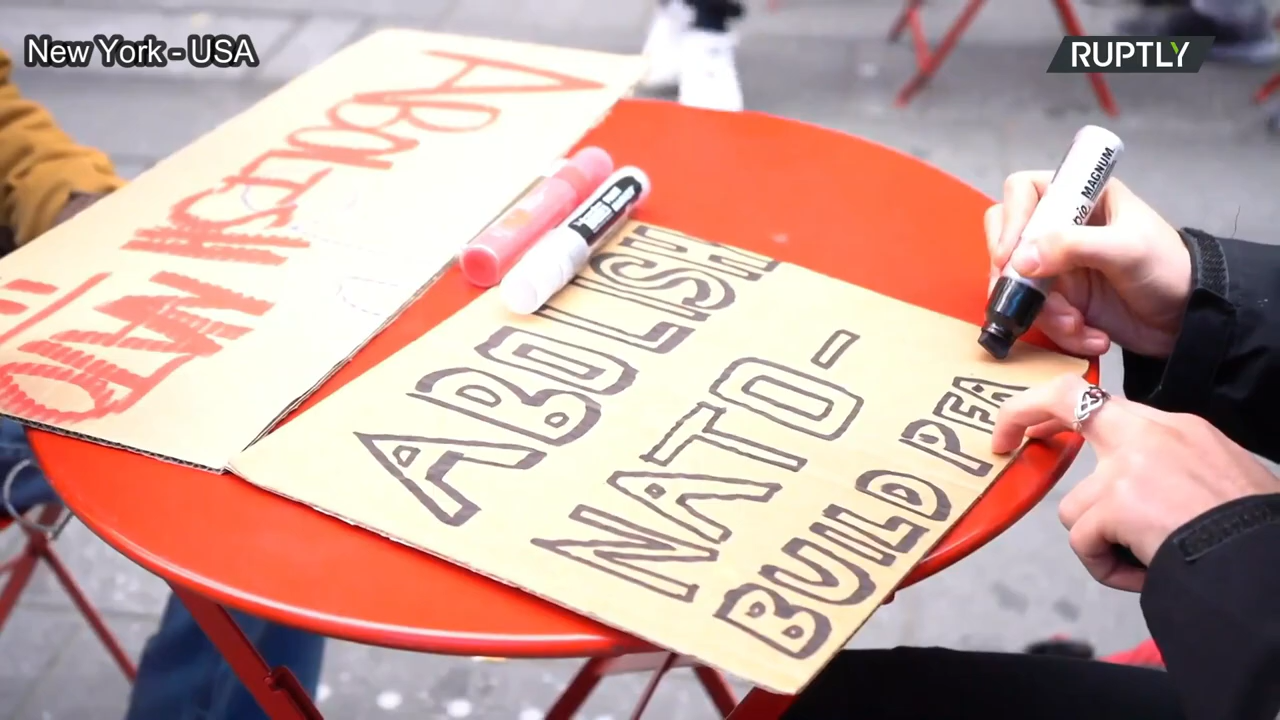 New York - USA
RUPTLY
ABOLISH
NATO
ABOLISH
NATO-
BUILD PEA
MAGNUM